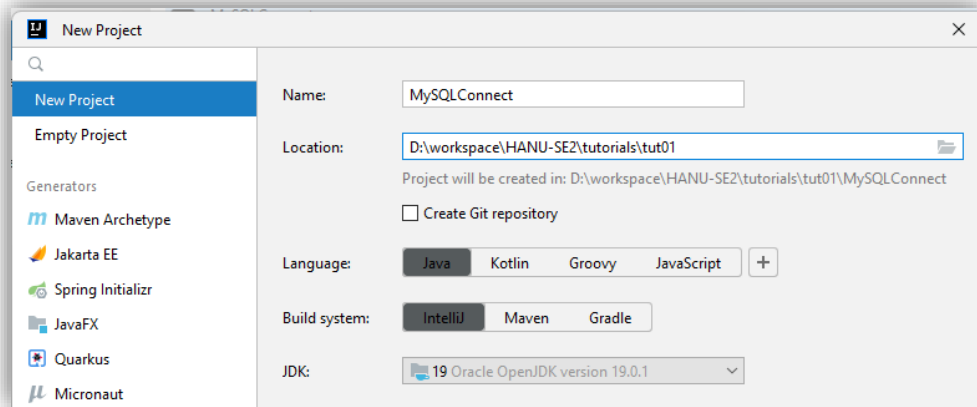 New Project
New Project
Empty Project
Generators
Maven Archetype
Jakarta EE
Spring Initializr
JavaFX
Quarkus
Micronaut
Name: MySQLConnect
Location: D:\workspace\HANU-SE2\tutorials\tut01
Project will be created in: D:\workspace\HANU-SE2\tutorials\tut01\MySQLConnect
Create Git repository
Language: Java Kotlin Groovy JavaScript +
Build system: IntelliJ Maven Gradle
JDK: 19 Oracle OpenJDK version 19.0.1